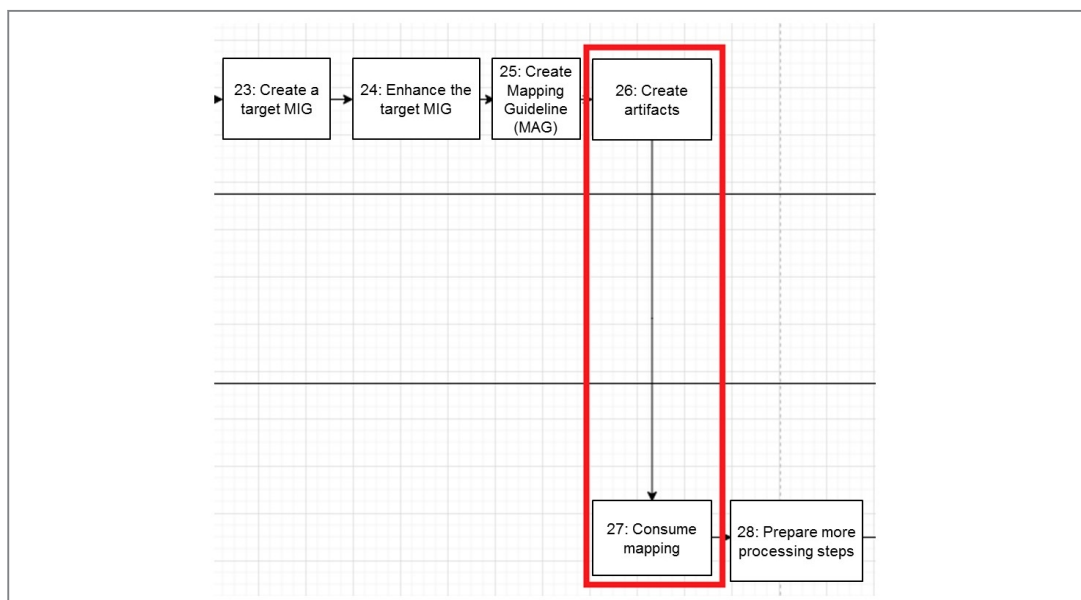 23: Create a
target MIG
24: Enhance the
target MIG
25: Create
Mapping
Guideline
(MAG)
26: Create
artifacts
27: Consume
mapping
28: Prepare more
processing steps